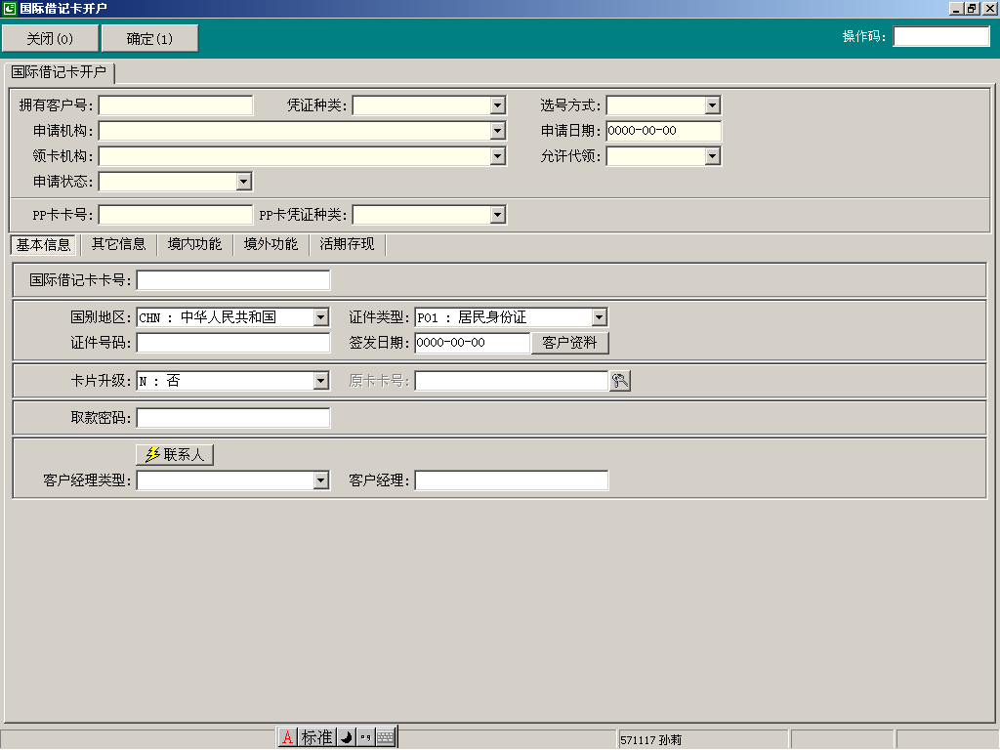 国际借记卡开户
关闭(0) 确定(1) 操作码:
国际借记卡开户
拥有客户号: 凭证种类: 选号方式:
申请机构: 申请日期: 0000-00-00
领卡机构: 允许代领:
申请状态:
PP卡卡号: PP卡凭证种类:
基本信息 其它信息 境内功能 境外功能 活期存现
国际借记卡卡号:
国别地区: CHN : 中华人民共和国 证件类型: P01 : 居民身份证
证件号码: 签发日期: 0000-00-00 客户资料
卡片升级: N : 否 原卡卡号:
取款密码:
联系人
客户经理类型: 客户经理:
A 标准 571117 孙莉